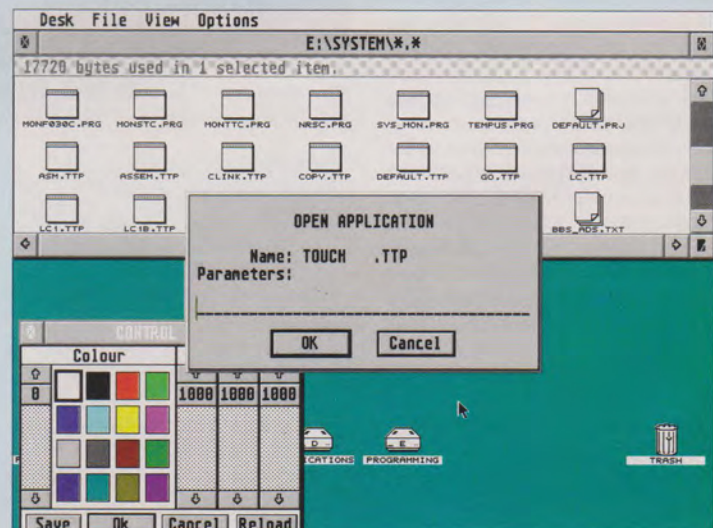 Desk File View Options
E:\SYSTEM\*.*
17720 bytes used in 1 selected item.
MONF030C.PRG MONSTC.PRG MONTTC.PRG NRSC.PRG SYS_MON.PRG TEMPUS.PRG DEFAULT.PRJ
ASM.TTP ASSEM.TTP CLINK.TTP COPY.TTP DEFAULT.TTP GO.TTP LC.TTP
LC1.TTP LC1B.TTP BBS_ADS.TXT
OPEN APPLICATION
Name: TOUCH .TTP
Parameters:
OK Cancel
CONTROL
Colour
0 1000 1000 1000
D E
ICATIONS PROGRAMMING TRASH
Save Ok Cancel Reload